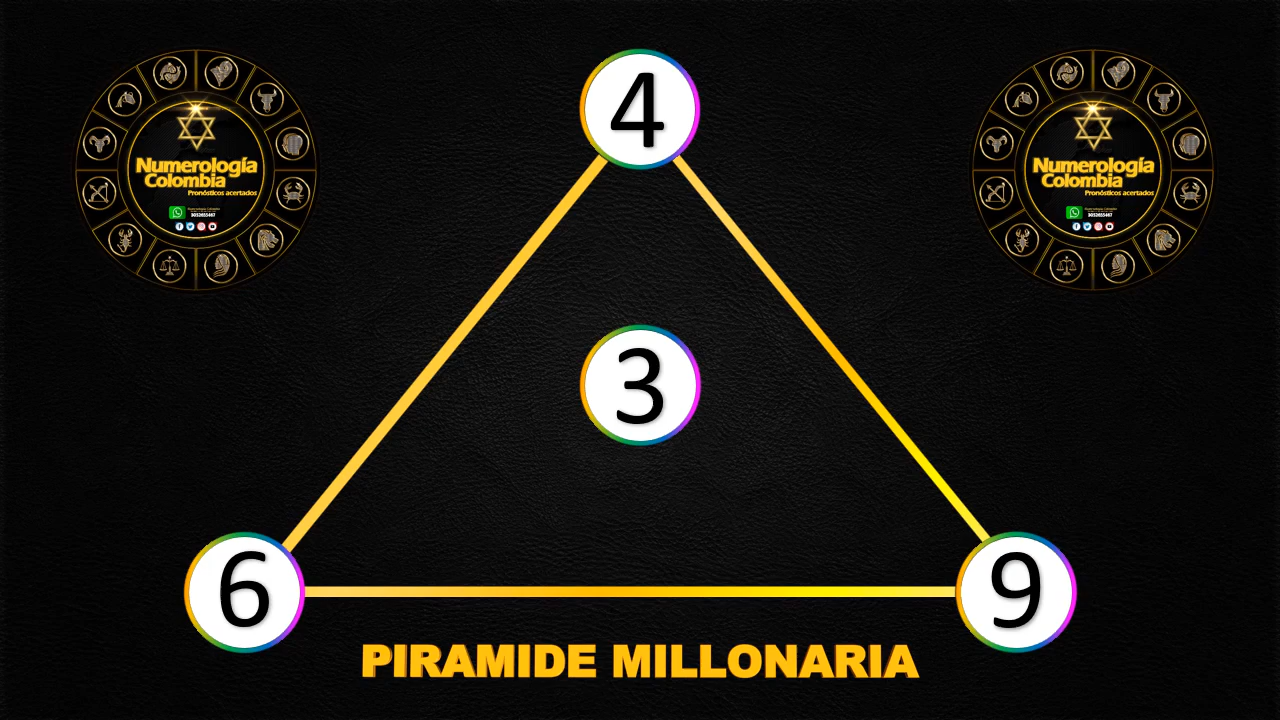 4
Numerología
Colombia
Pronósticos acertados
Numerología
Colombia
Pronósticos acertados
3
6
9
PIRAMIDE MILLONARIA